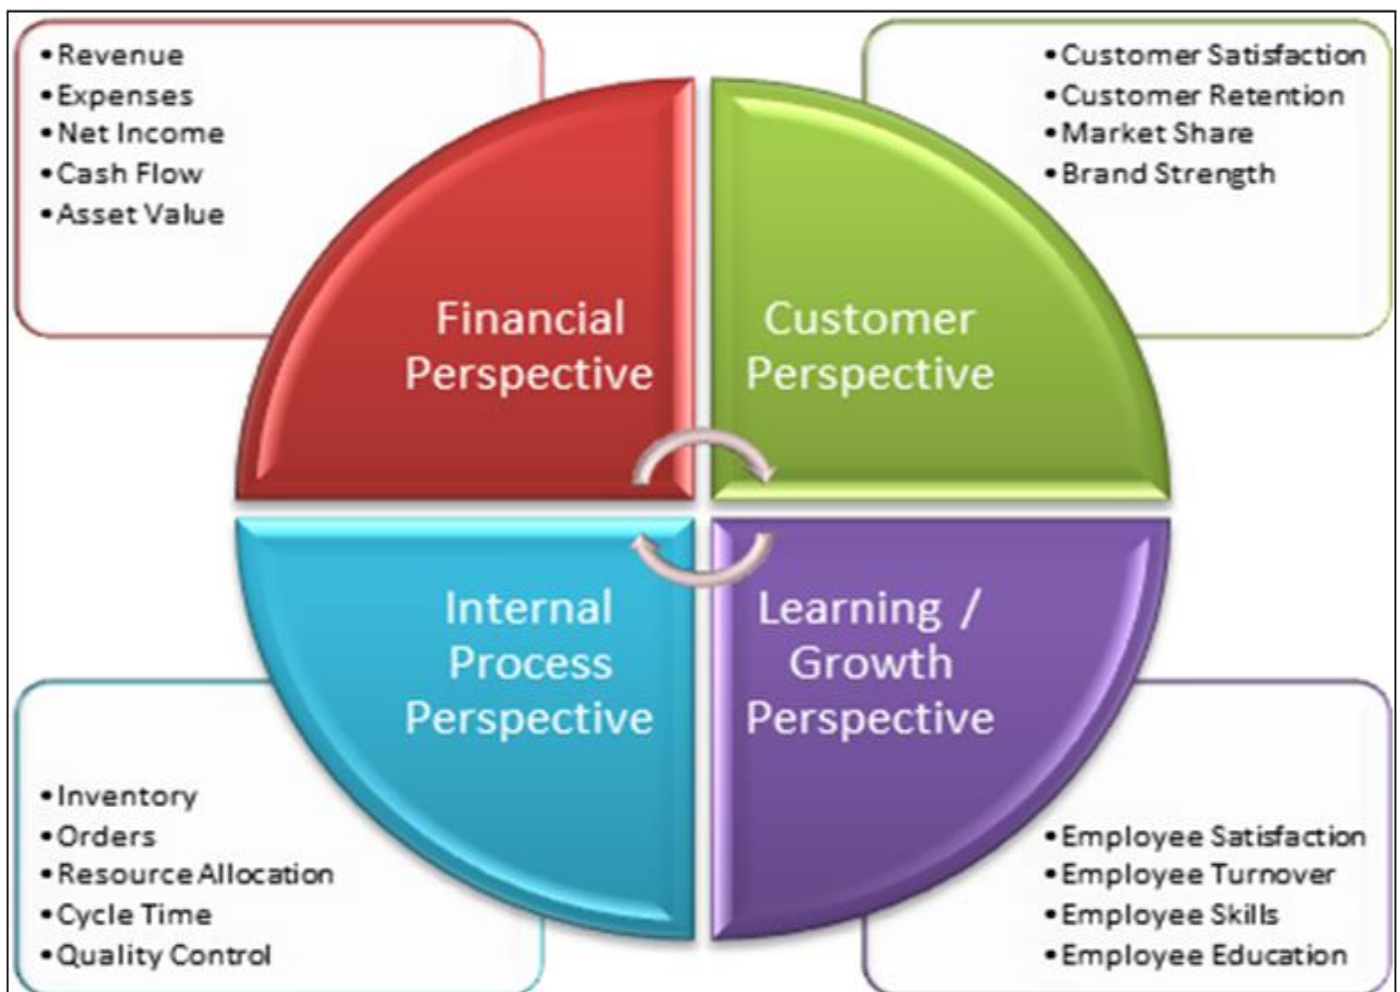 •Revenue
•Expenses
•Net Income
•Cash Flow
•Asset Value
•Customer Satisfaction
•Customer Retention
•Market Share
•Brand Strength
Financial
Perspective
Customer
Perspective
Internal
Process
Perspective
Learning /
Growth
Perspective
•Inventory
•Orders
•Resource Allocation
•Cycle Time
•Quality Control
•Employee Satisfaction
•Employee Turnover
•Employee Skills
•Employee Education